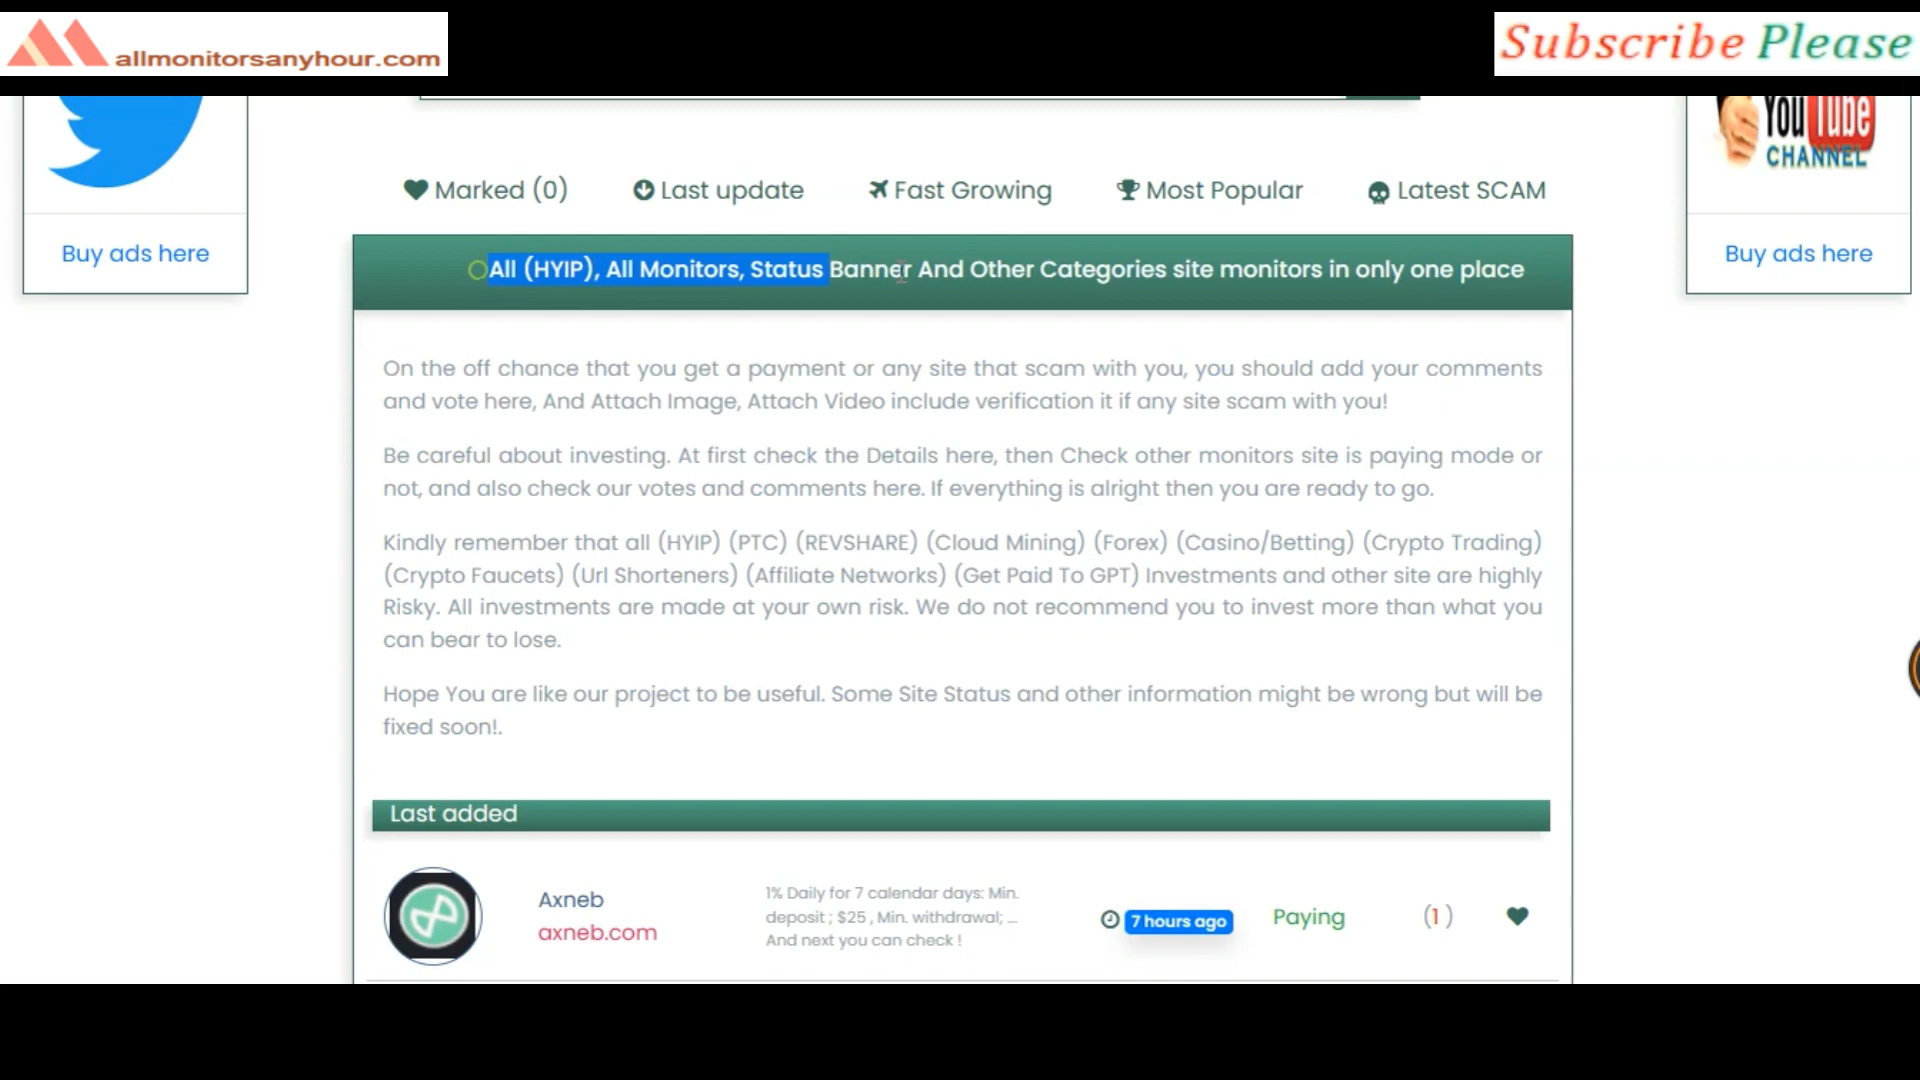 allmonitorsanyhour.com
Subscribe Please
You Tube
CHANNEL
Marked (0) Last update Fast Growing Most Popular Latest SCAM
Buy ads here
Buy ads here
All (HYIP), All Monitors, Status Banner And Other Categories site monitors in only one place
On the off chance that you get a payment or any site that scam with you, you should add your comments
and vote here, And Attach Image, Attach Video include verification it if any site scam with you!
Be careful about investing. At first check the Details here, then Check other monitors site is paying mode or
not, and also check our votes and comments here. If everything is alright then you are ready to go.
Kindly remember that all (HYIP) (PTC) (REVSHARE) (Cloud Mining) (Forex) (Casino/Betting) (Crypto Trading)
(Crypto Faucets) (Url Shorteners) (Affiliate Networks) (Get Paid To GPT) Investments and other site are highly
Risky. All investments are made at your own risk. We do not recommend you to invest more than what you
can bear to lose.
Hope You are like our project to be useful. Some Site Status and other information might be wrong but will be
fixed soon!.
Last added
Axneb
axneb.com
1% Daily for 7 calendar days: Min.
deposit ; $25 , Min. withdrawal; ...
And next you can check !
7 hours ago
Paying
(1 )